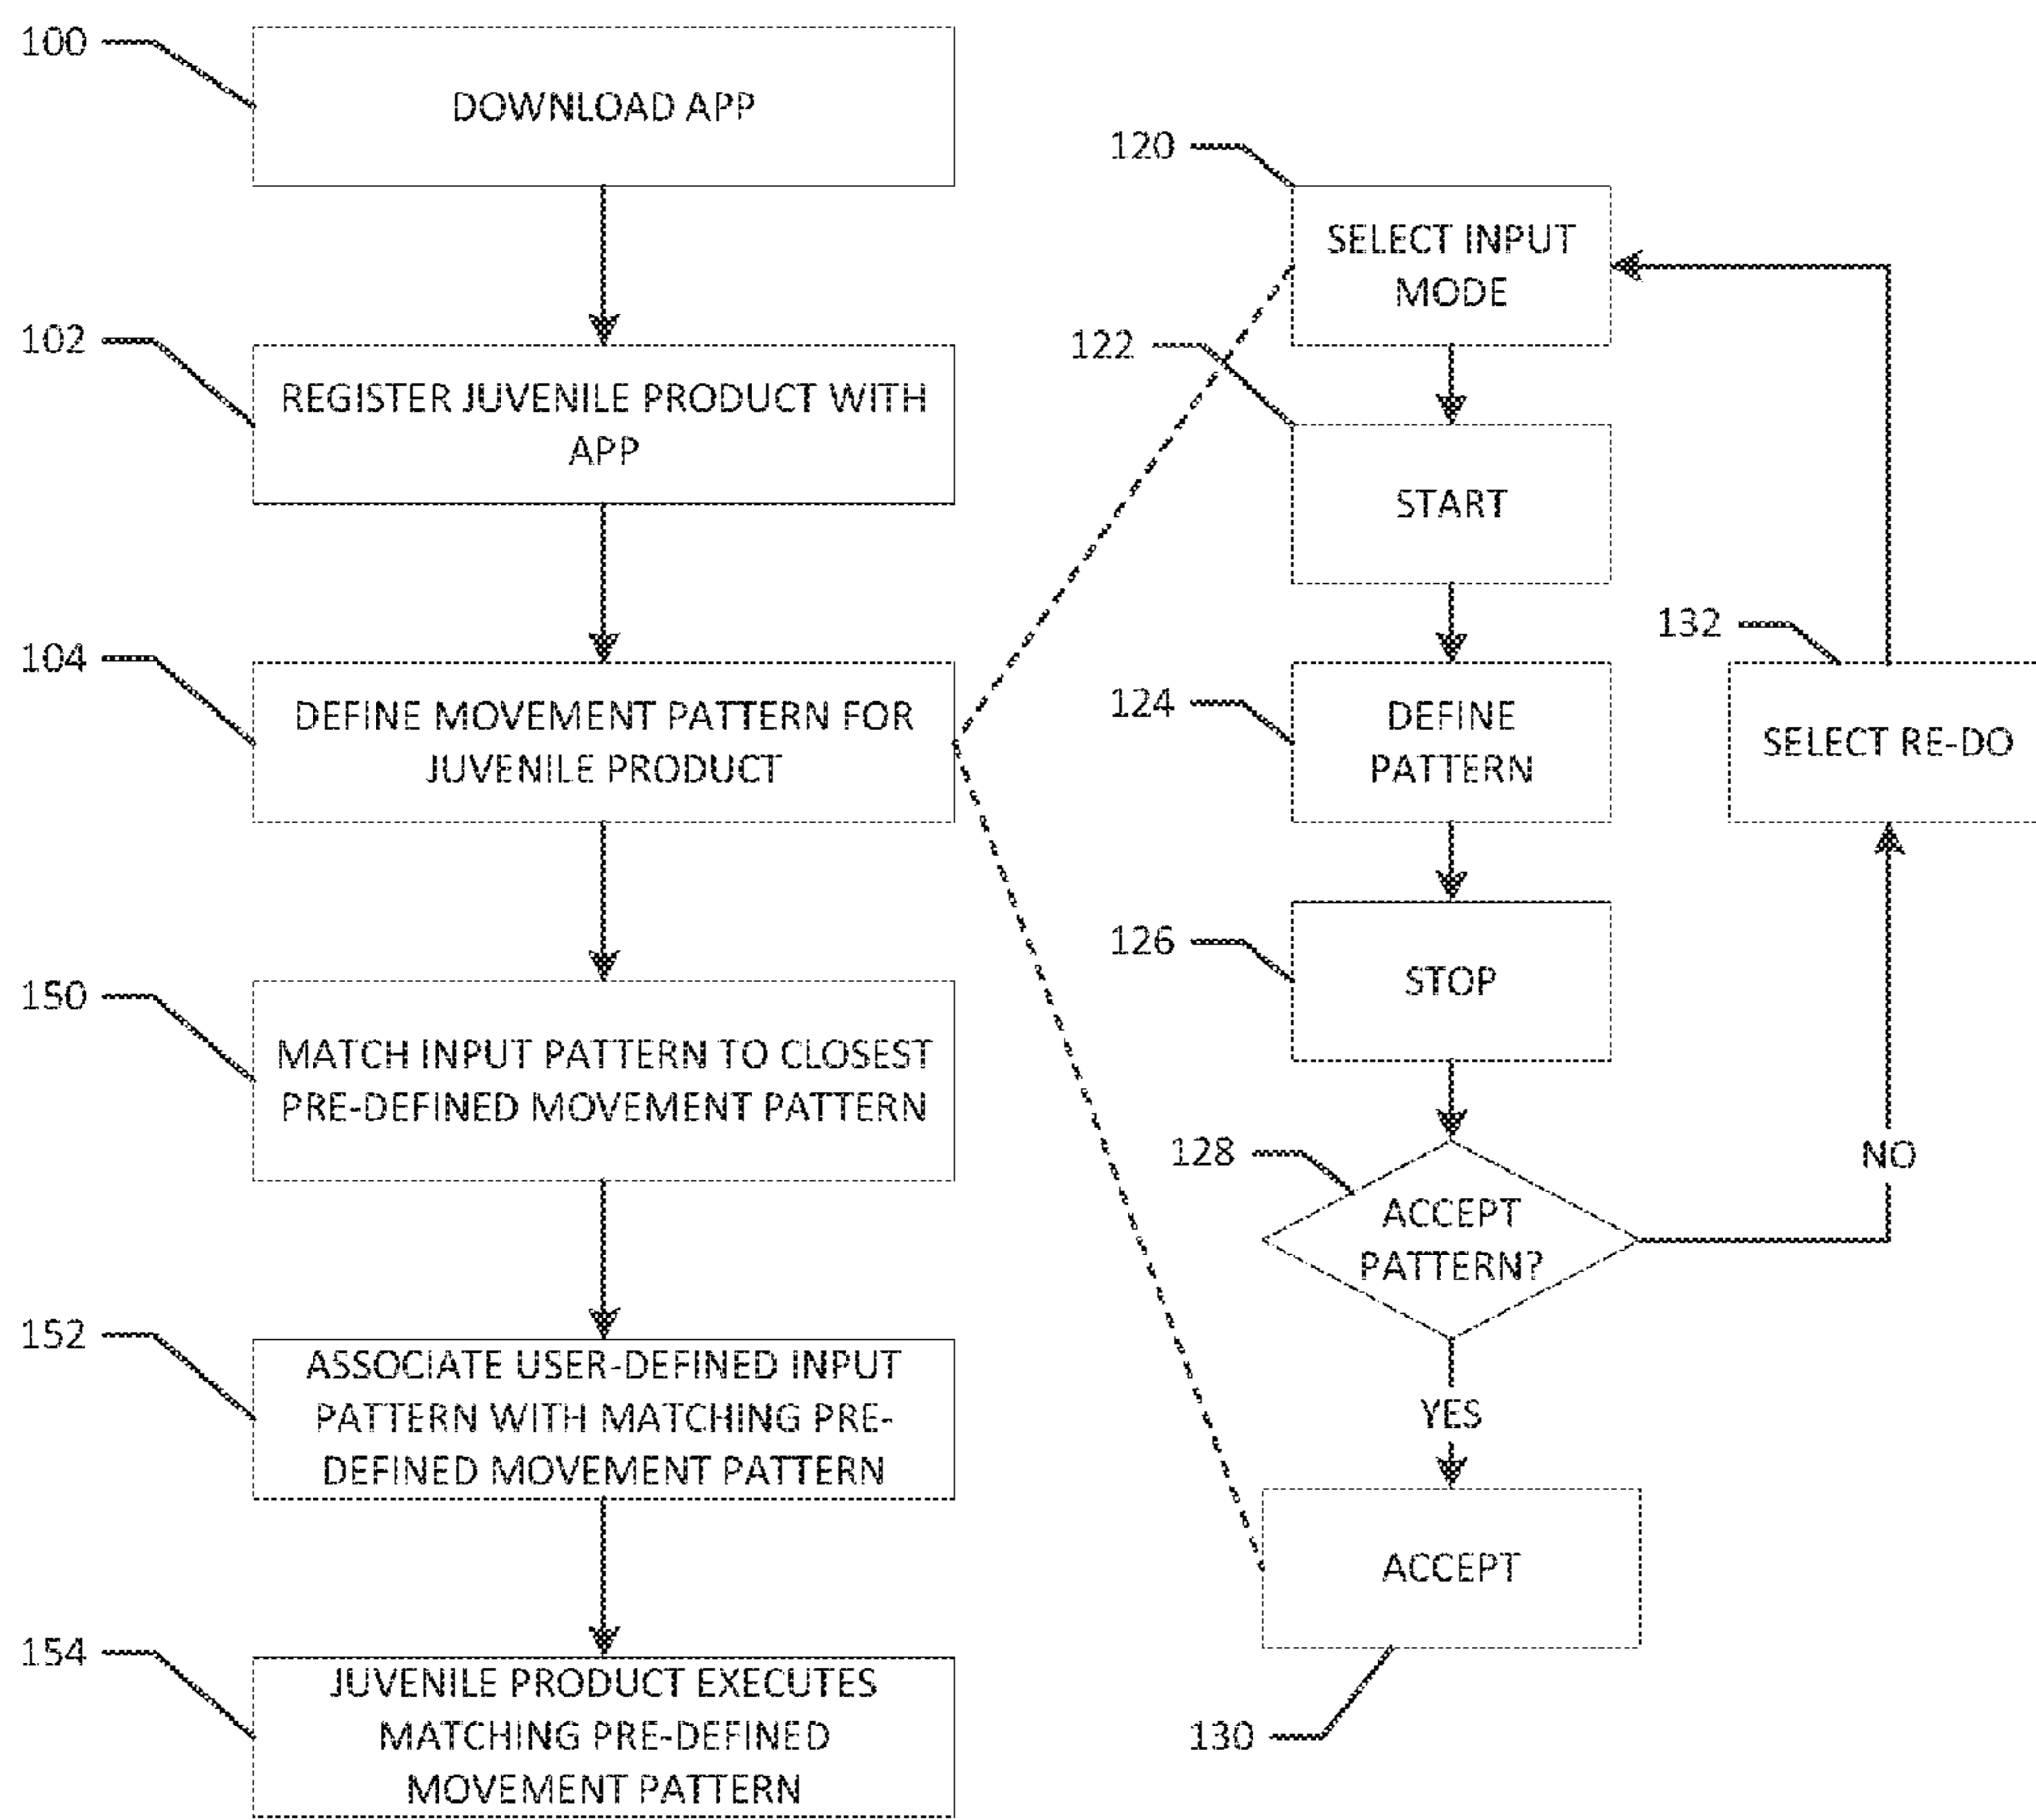 100
DOWNLOAD APP
102
REGISTER JUVENILE PRODUCT WITH
APP
104
DEFINE MOVEMENT PATTERN FOR
JUVENILE PRODUCT
150
MATCH INPUT PATTERN TO CLOSEST
PRE-DEFINED MOVEMENT PATTERN
152
ASSOCIATE USER-DEFINED INPUT
PATTERN WITH MATCHING PRE-
DEFINED MOVEMENT PATTERN
154
JUVENILE PRODUCT EXECUTES
MATCHING PRE-DEFINED
MOVEMENT PATTERN
120
SELECT INPUT
MODE
122
START
124
DEFINE
PATTERN
126
STOP
128
ACCEPT
PATTERN?
YES
ACCEPT
130
NO
132
SELECT RE-DO